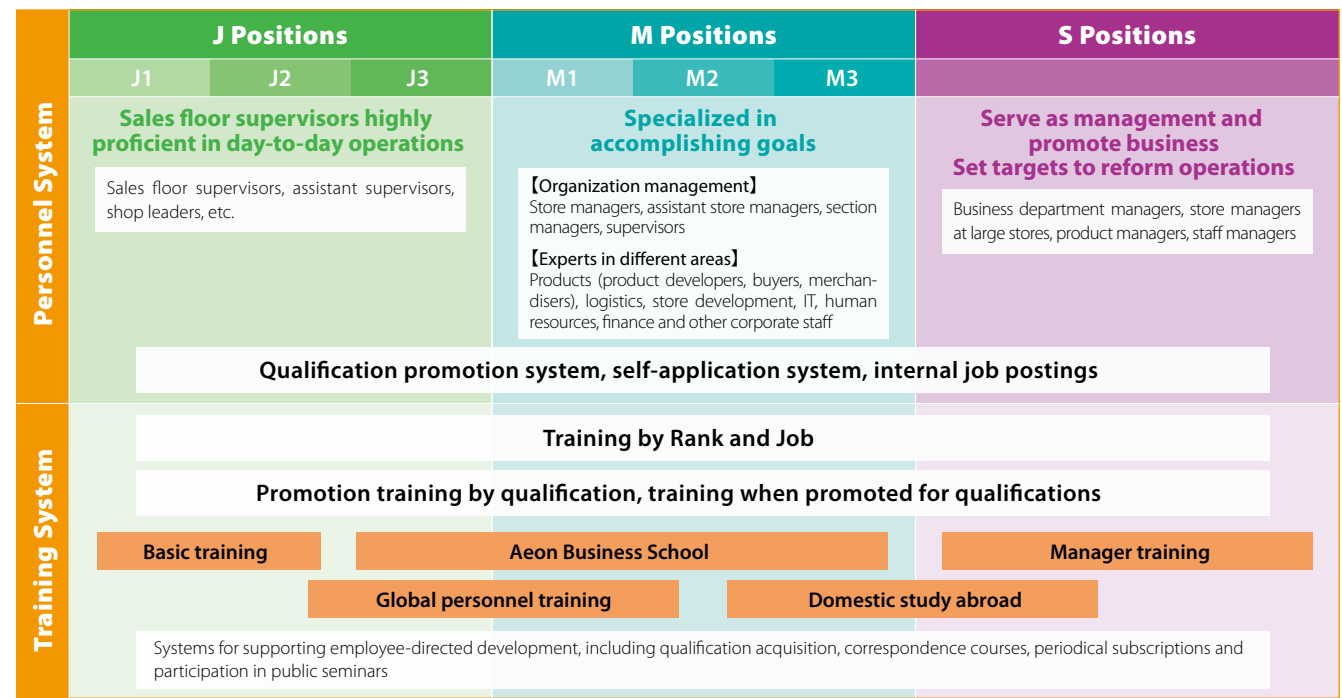 J Positions
M Positions
S Positions
J1
J2
J3
M1
M2
M3
Personnel System
Sales floor supervisors highly
proficient in day-to-day operations
Sales floor supervisors, assistant supervisors,
shop leaders, etc.
Specialized in
accomplishing goals
【Organization management】
Store managers, assistant store managers, section
managers, supervisors
【Experts in different areas】
Products (product developers, buyers, merchan-
disers), logistics, store development, IT, human
resources, finance and other corporate staff
Serve as management and
promote business
Set targets to reform operations
Business department managers, store managers
at large stores, product managers, staff managers
Qualification promotion system, self-application system, internal job postings
Training System
Training by Rank and Job
Promotion training by qualification, training when promoted for qualifications
Basic training
Aeon Business School
Manager training
Global personnel training
Domestic study abroad
Systems for supporting employee-directed development, including qualification acquisition, correspondence courses, periodical subscriptions and
participation in public seminars